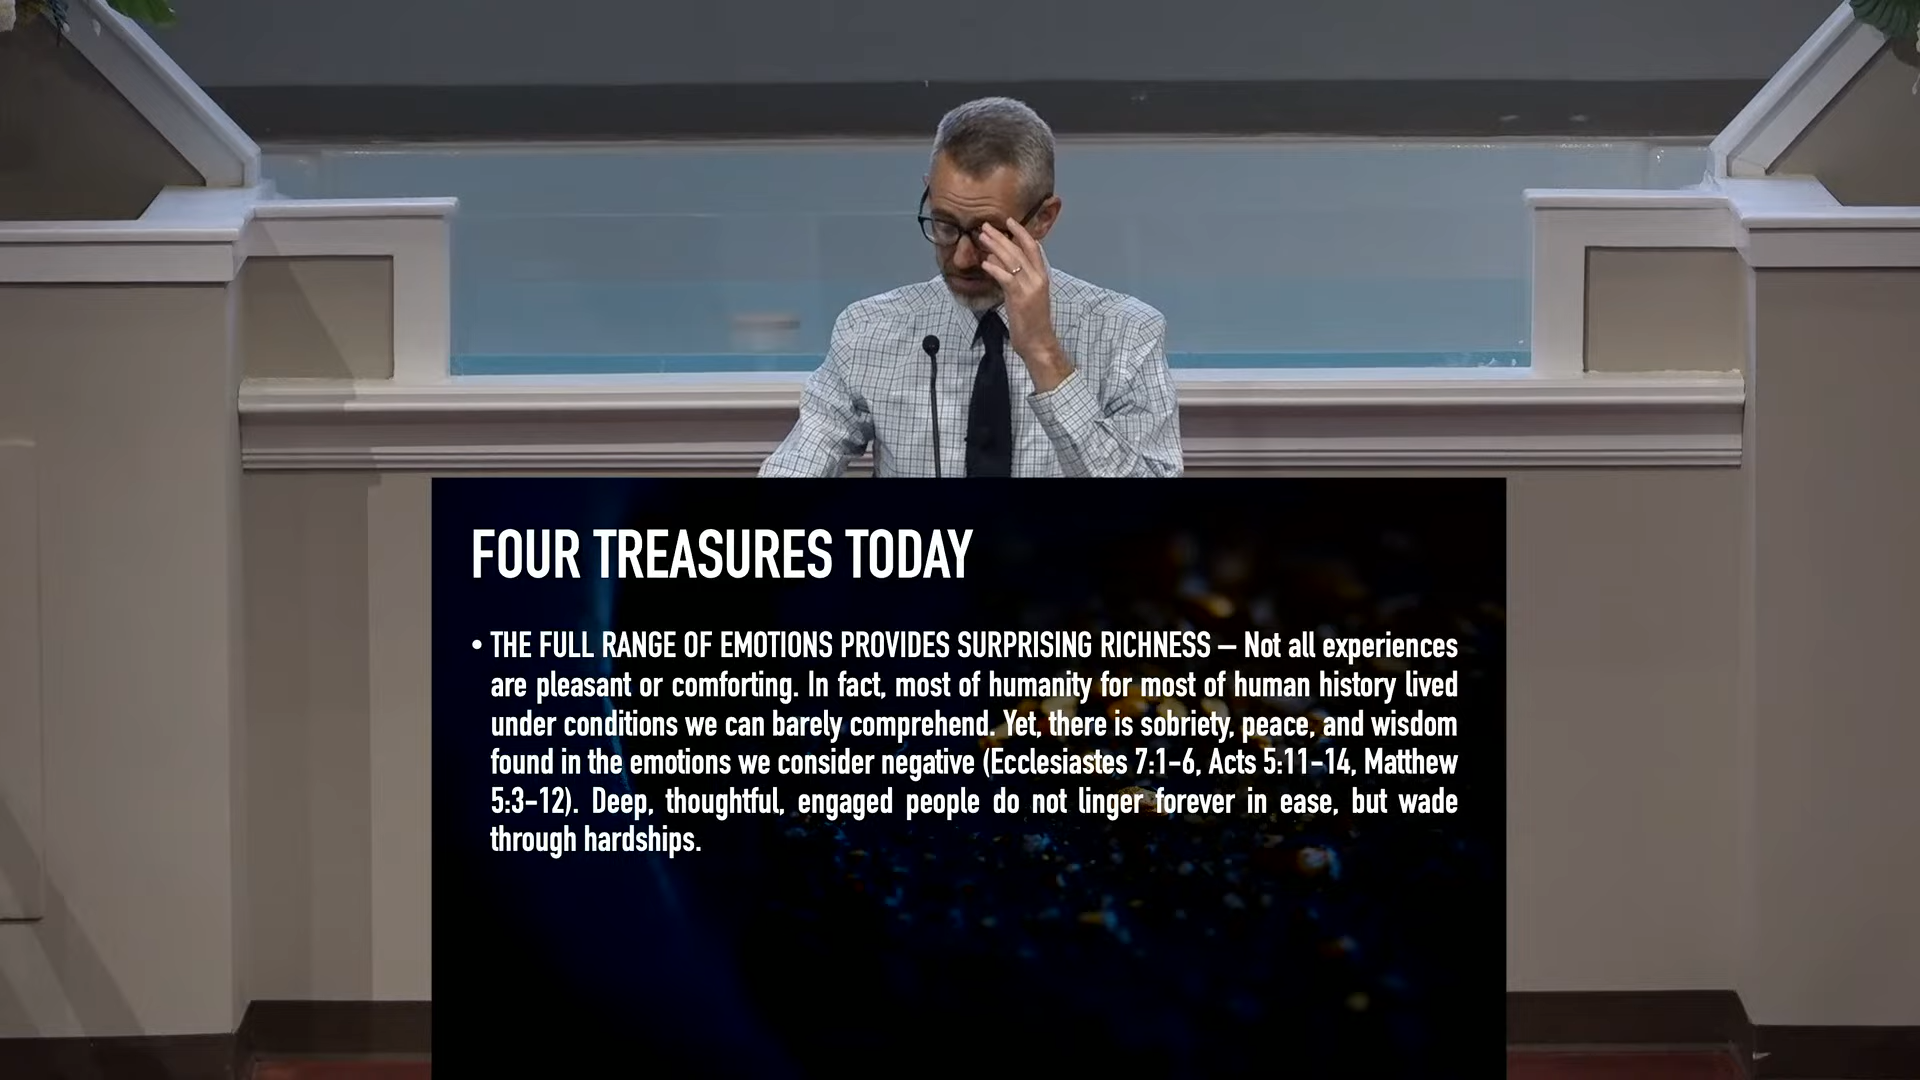 FOUR TREASURES TODAY
• THE FULL RANGE OF EMOTIONS PROVIDES SURPRISING RICHNESS – Not all experiences
are pleasant or comforting. In fact, most of humanity for most of human history lived
under conditions we can barely comprehend. Yet, there is sobriety, peace, and wisdom
found in the emotions we consider negative (Ecclesiastes 7:1-6, Acts 5:11-14, Matthew
5:3-12). Deep, thoughtful, engaged people do not linger forever in ease, but wade
through hardships.